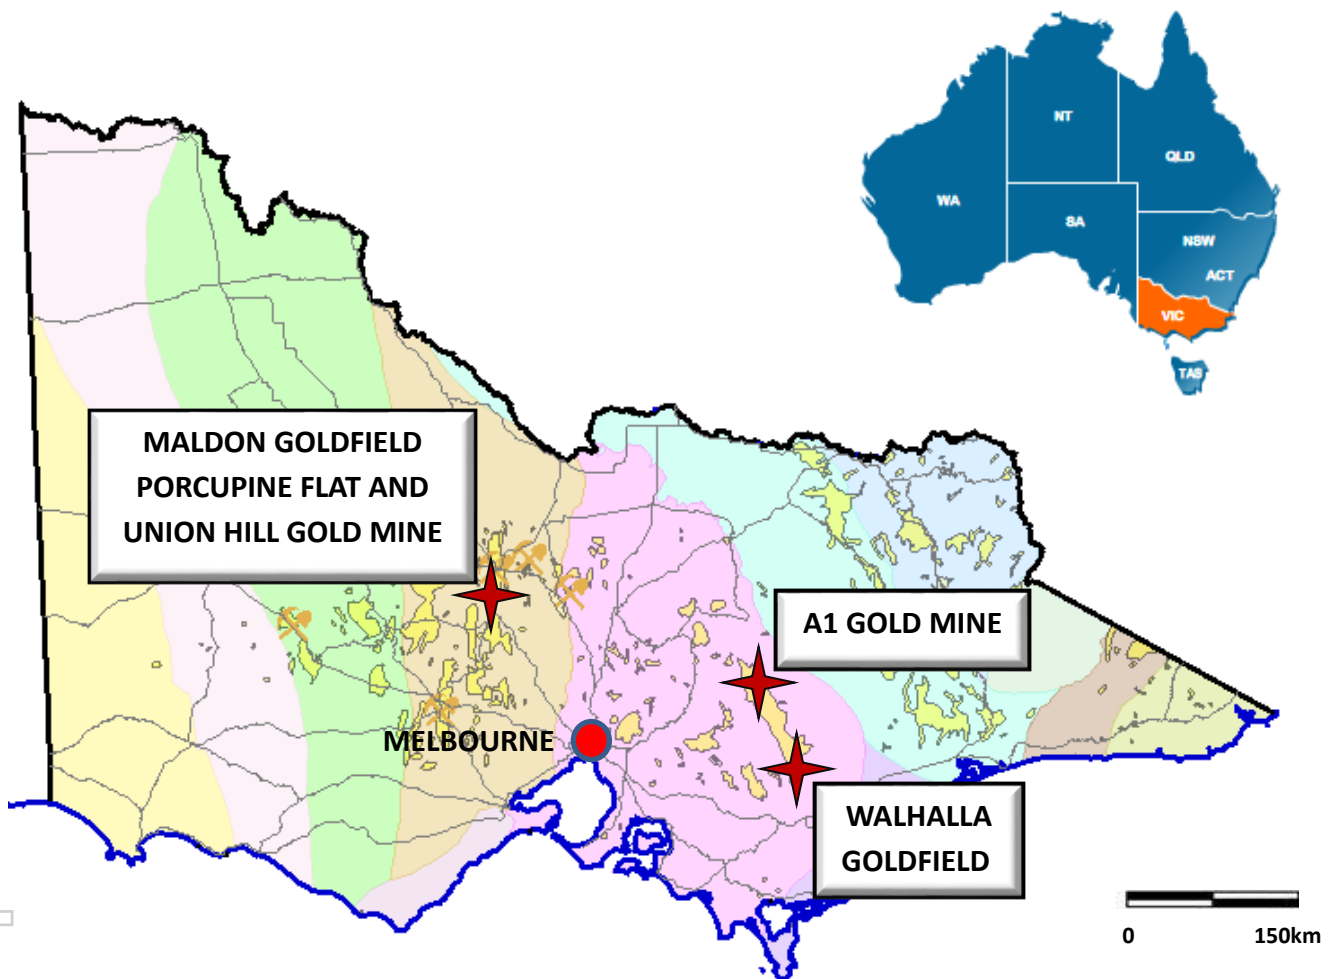 NT
QLD
WA
SA
NSW
ACT
VIC
TAS
MALDON GOLDFIELD
PORCUPINE FLAT AND
UNION HILL GOLD MINE
A1 GOLD MINE
MELBOURNE
WALHALLA
GOLDFIELD
0 150km